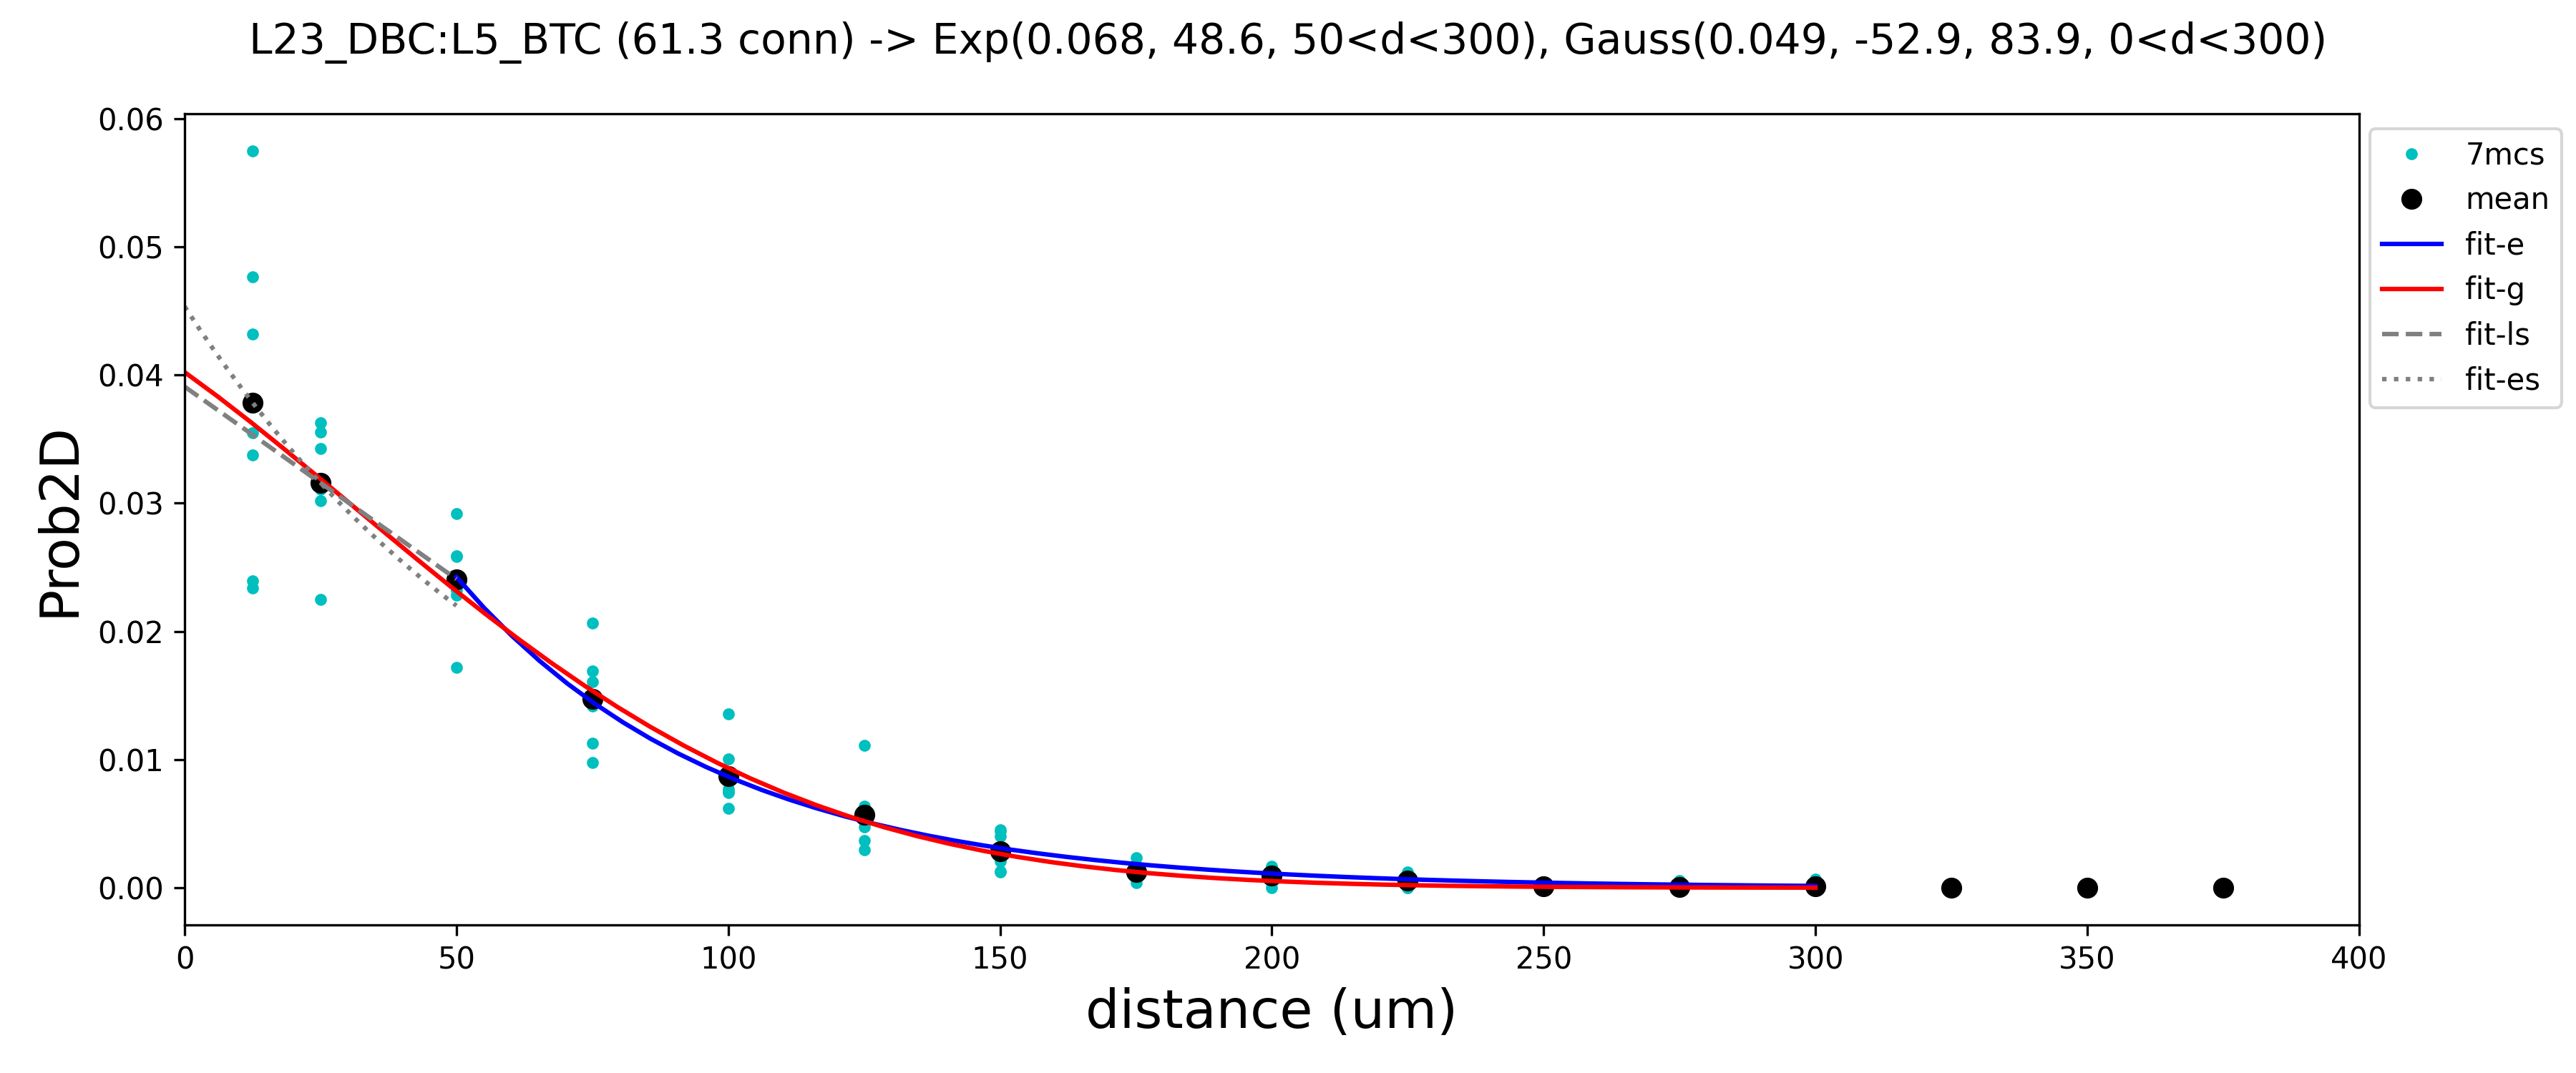 L23_DBC:L5_BTC (61.3 conn) -> Exp(0.068, 48.6, 50<d<300), Gauss(0.049, -52.9, 83.9, 0<d<300)
0.06
0.05
0.04
0.03
0.02
0.01
0.00
Prob2D
0 50 100 150 200 250 300 350 400
distance (um)
7mcs
mean
fit-e
fit-g
fit-ls
fit-es